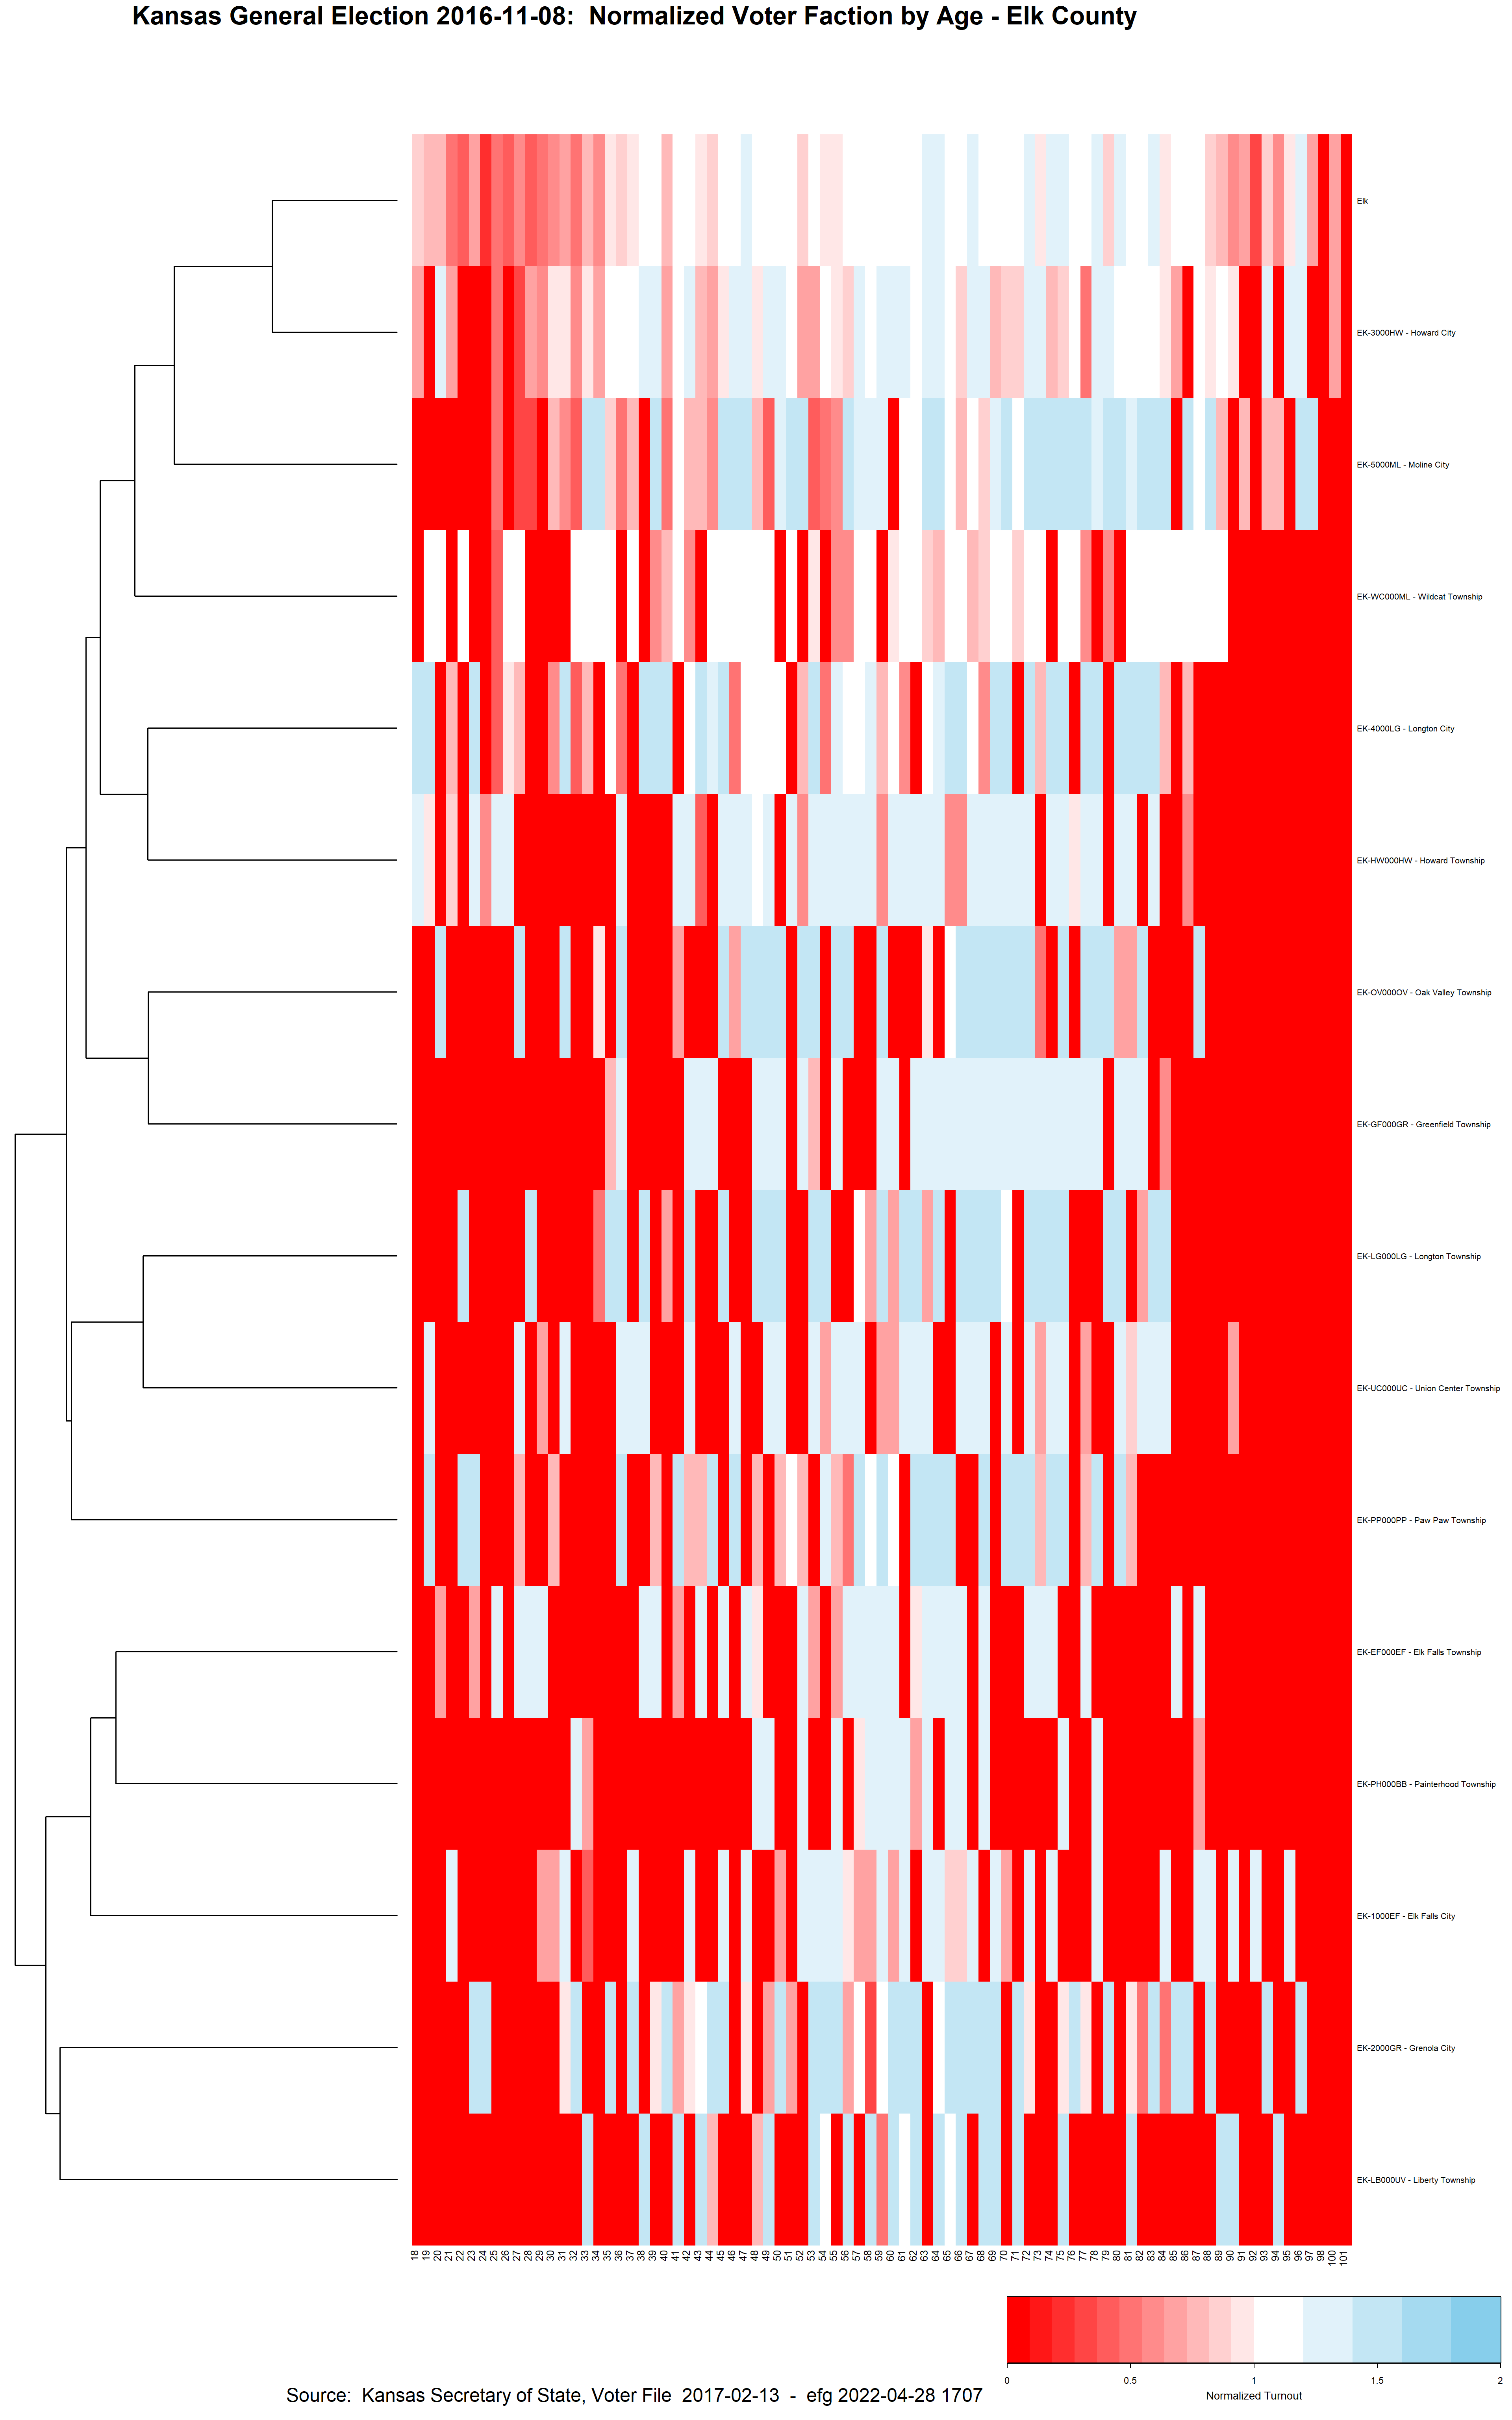 Kansas General Election 2016-11-08:  Normalized Voter Faction by Age - Elk County
Elk
EK-3000HW - Howard City
EK-5000ML - Moline City
EK-WC000ML - Wildcat Township
EK-4000LG - Longton City
EK-HW000HW - Howard Township
EK-OV000OV - Oak Valley Township
EK-GF000GR - Greenfield Township
EK-LG000LG - Longton Township
EK-UC000UC - Union Center Township
EK-PP000PP - Paw Paw Township
EK-EF000EF - Elk Falls Township
EK-PH000BB - Painterhood Township
EK-1000EF - Elk Falls City
EK-2000GR - Grenola City
EK-LB000UV - Liberty Township
18 19 20 21 22 23 24 25 26 27 28 29 30 31 32 33 34 35 36 37 38 39 40 41 42 43 44 45 46 47 48 49 50 51 52 53 54 55 56 57 58 59 60 61 62 63 64 65 66 67 68 69 70 71 72 73 74 75 76 77 78 79 80 81 82 83 84 85 86 87 88 89 90 91 92 93 94 95 96 97 98 100 101
0 0.5 1 1.5 2
Normalized Turnout
Source:  Kansas Secretary of State, Voter File  2017-02-13  -  efg 2022-04-28 1707